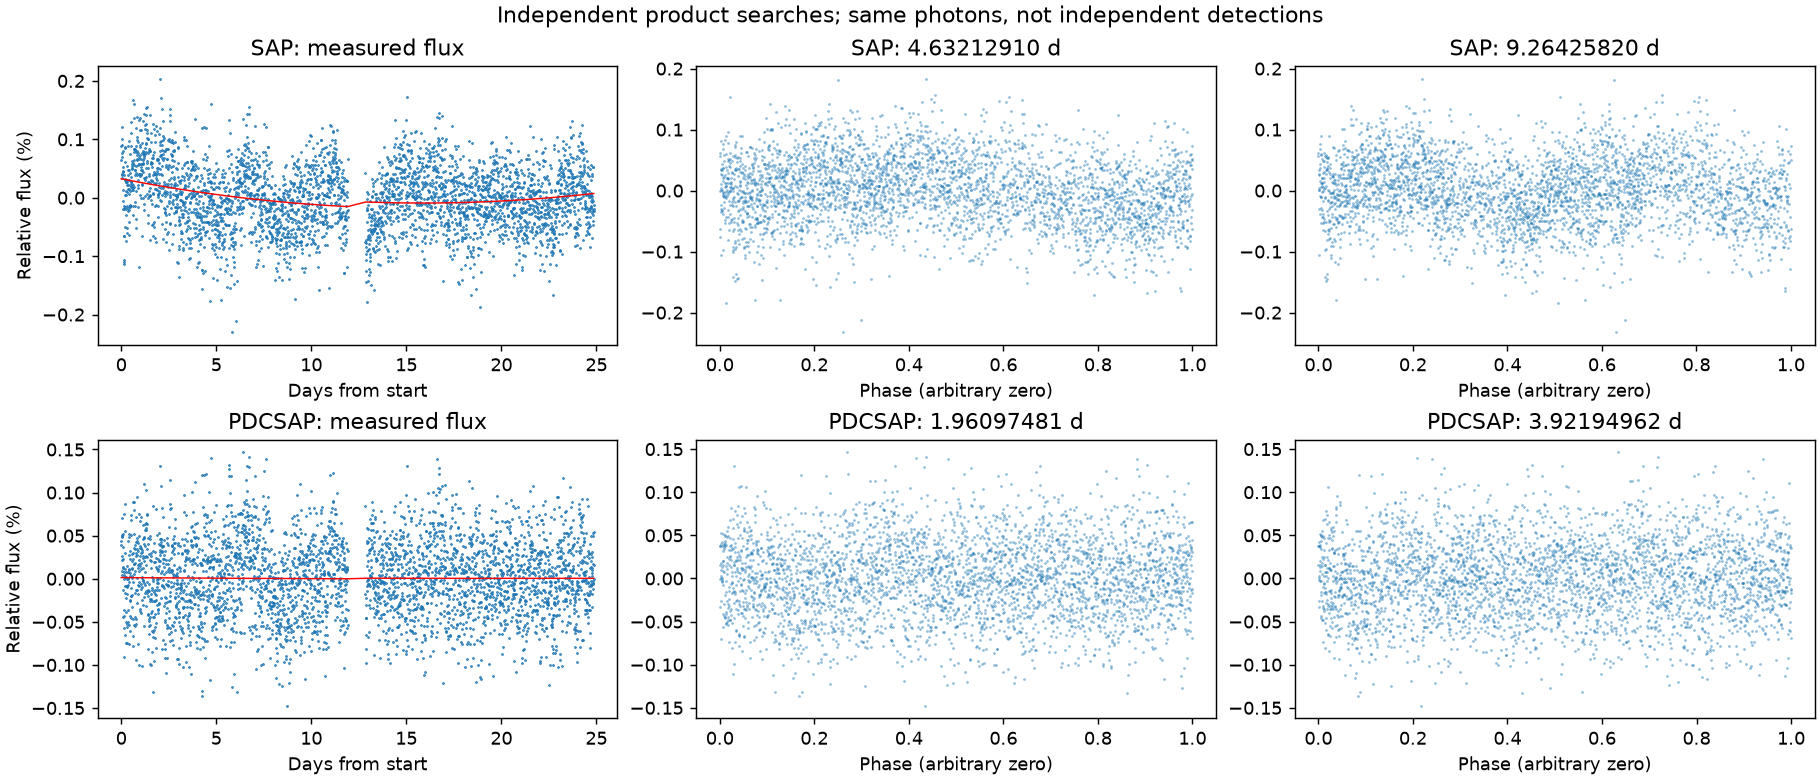 Independent product searches; same photons, not independent detections
SAP: measured flux
SAP: 4.63212910 d
SAP: 9.26425820 d
Relative flux (%)
0.2
0.1
0.0
−0.1
−0.2
0 5 10 15 20 25
Days from start
0.2
0.1
0.0
−0.1
−0.2
0.0 0.2 0.4 0.6 0.8 1.0
Phase (arbitrary zero)
0.2
0.1
0.0
−0.1
−0.2
0.0 0.2 0.4 0.6 0.8 1.0
Phase (arbitrary zero)
PDCSAP: measured flux
PDCSAP: 1.96097481 d
PDCSAP: 3.92194962 d
Relative flux (%)
0.15
0.10
0.05
0.00
−0.05
−0.10
−0.15
0 5 10 15 20 25
Days from start
0.15
0.10
0.05
0.00
−0.05
−0.10
−0.15
0.0 0.2 0.4 0.6 0.8 1.0
Phase (arbitrary zero)
0.15
0.10
0.05
0.00
−0.05
−0.10
−0.15
0.0 0.2 0.4 0.6 0.8 1.0
Phase (arbitrary zero)